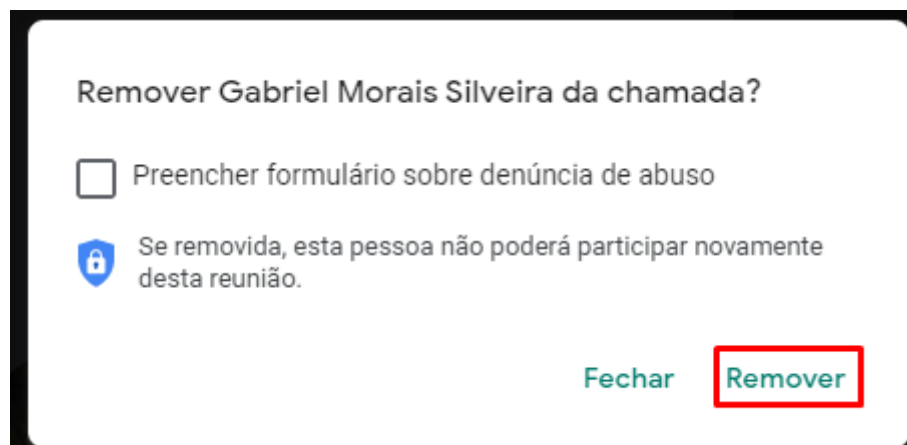 Remover Gabriel Morais Silveira da chamada?
Preencher formulário sobre denúncia de abuso
Se removida, esta pessoa não poderá participar novamente
desta reunião.
Fechar Remover